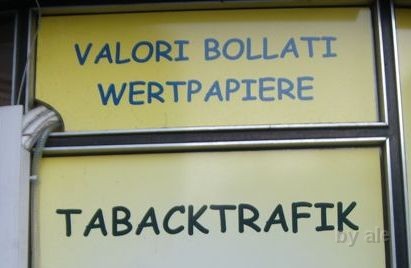 VALORI BOLLATI
WERTPAPIERE
TABACKTRAFIK
by ale